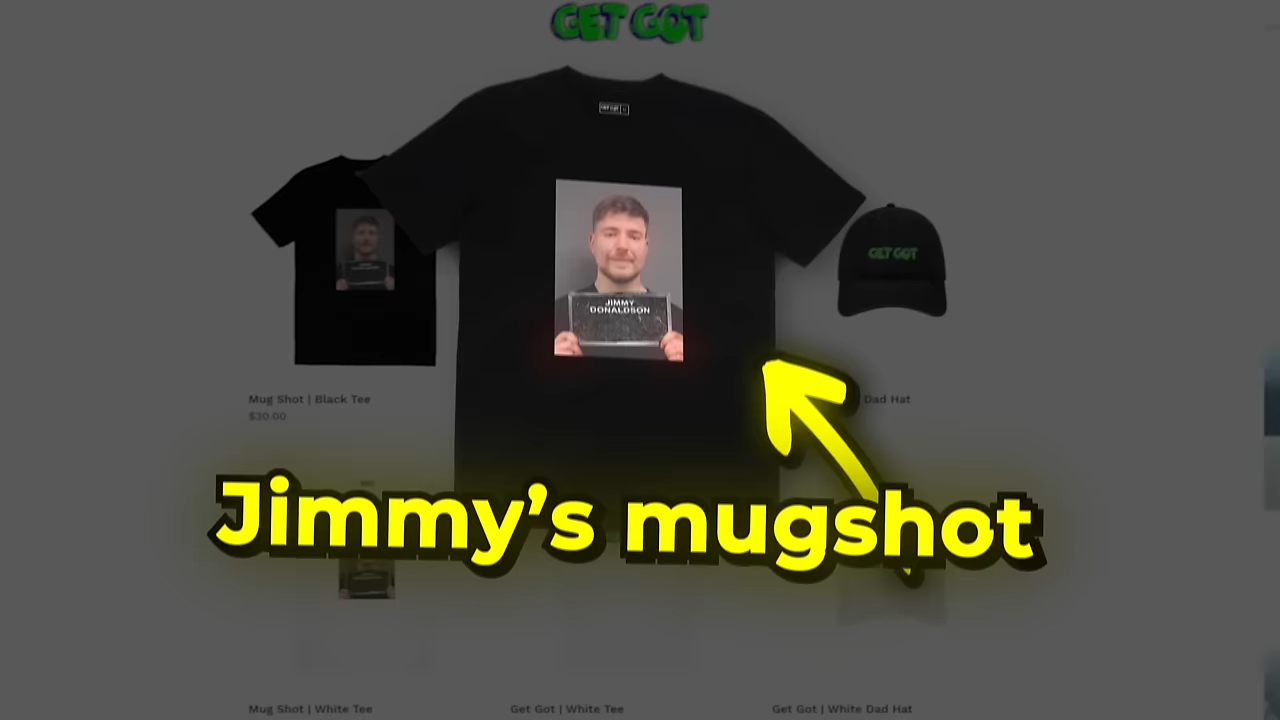 GET GOT
JIMMY
DONALDSON
GET GOT
Mug Shot | Black Tee
$30.00
Dad Hat
Jimmy's mugshot
Mug Shot | White Tee
Get Got | White Tee
Get Got | White Dad Hat